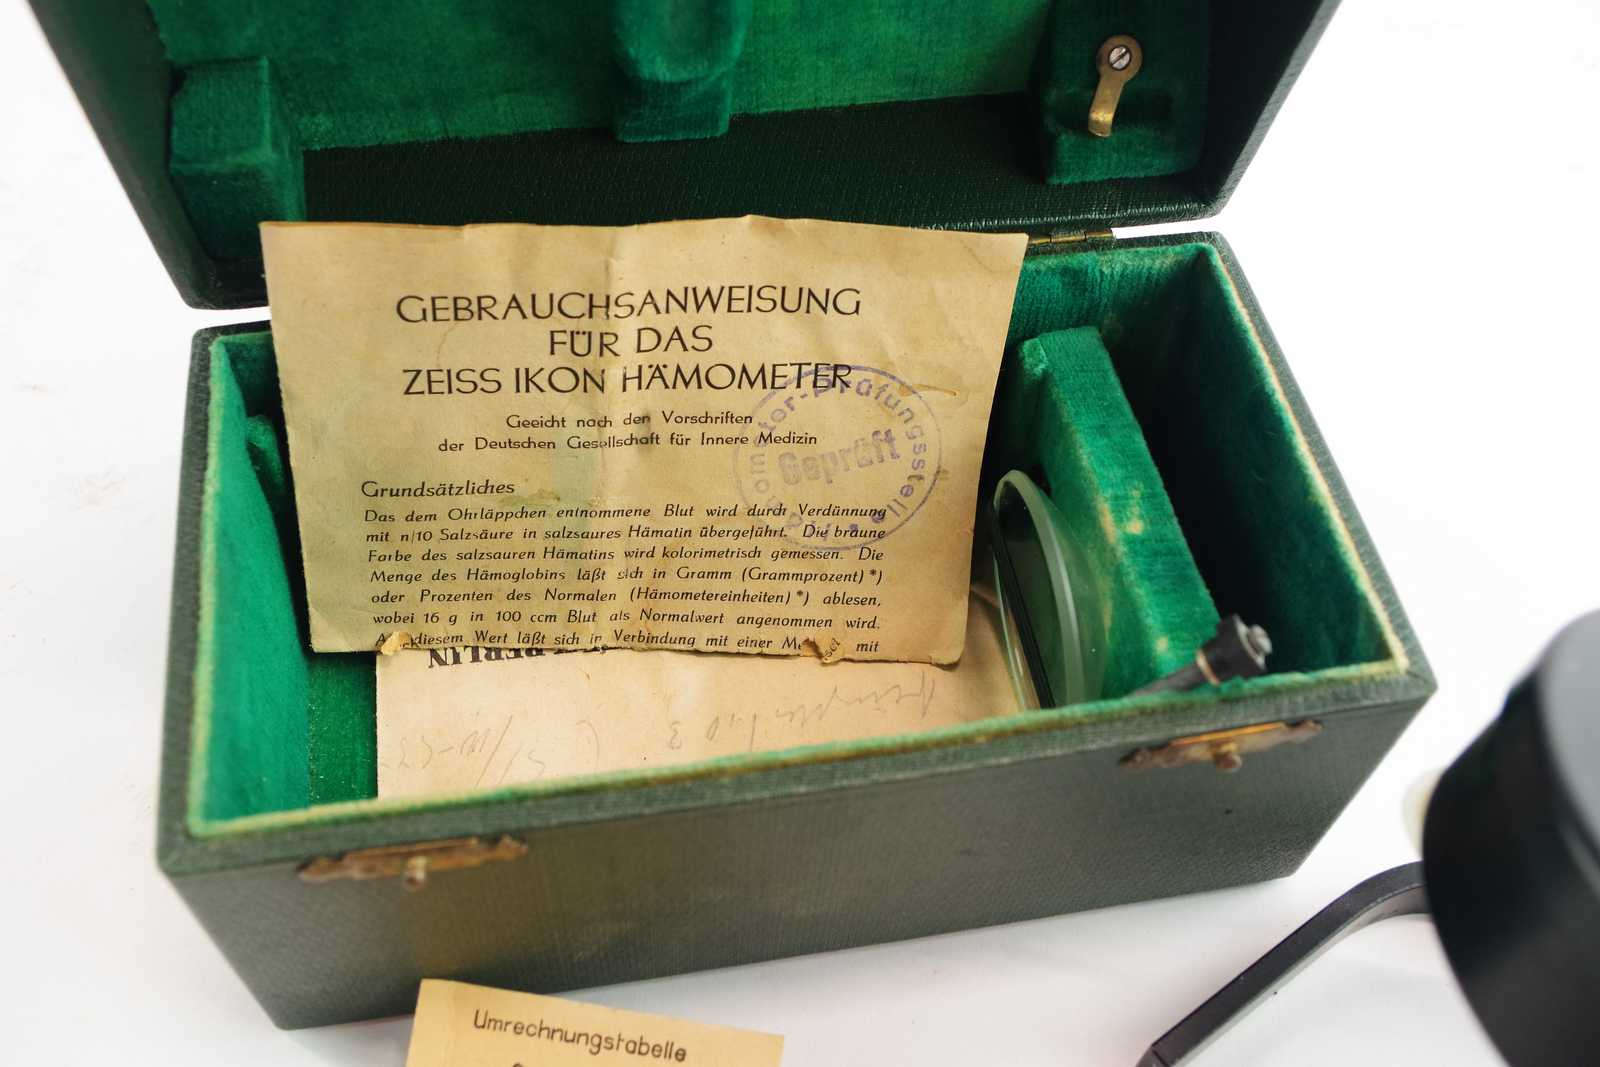 GEBRAUCHSANWEISUNG
FÜR DAS
ZEISS IKON HÄMOMETER
Geeicht nach den Vorschriften
der Deutschen Gesellschaft für Innere Medizin
Hämometer-Prüfungsstelle
Geprüft
Grundsätzliches
Das dem Ohrläppchen entnommene Blut wird durch Verdünnung
mit n/10 Salzsäure in salzsaures Hämatin übergeführt. Die braune
Farbe des salzsauren Hämatins wird kolorimetrisch gemessen. Die
Menge des Hämoglobins läßt sich in Gramm (Grammprozent) *)
oder Prozenten des Normalen (Hämometereinheiten) *) ablesen,
wobei 16 g in 100 ccm Blut als Normalwert angenommen wird.
diesem Wert läßt sich in Verbindung mit einer mit
BERLIN
Umrechnungstabelle